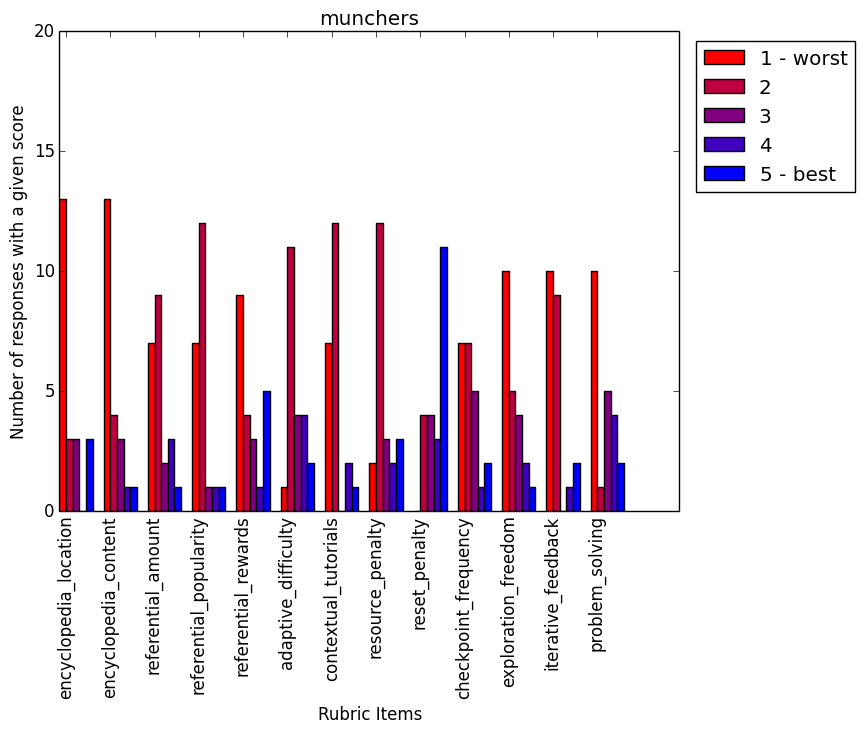 munchers
20
15
10
5
0
Number of responses with a given score
encyclopedia_location
encyclopedia_content
referential_amount
referential_popularity
referential_rewards
adaptive_difficulty
contextual_tutorials
resource_penalty
reset_penalty
checkpoint_frequency
exploration_freedom
iterative_feedback
problem_solving
Rubric Items
1 - worst
2
3
4
5 - best